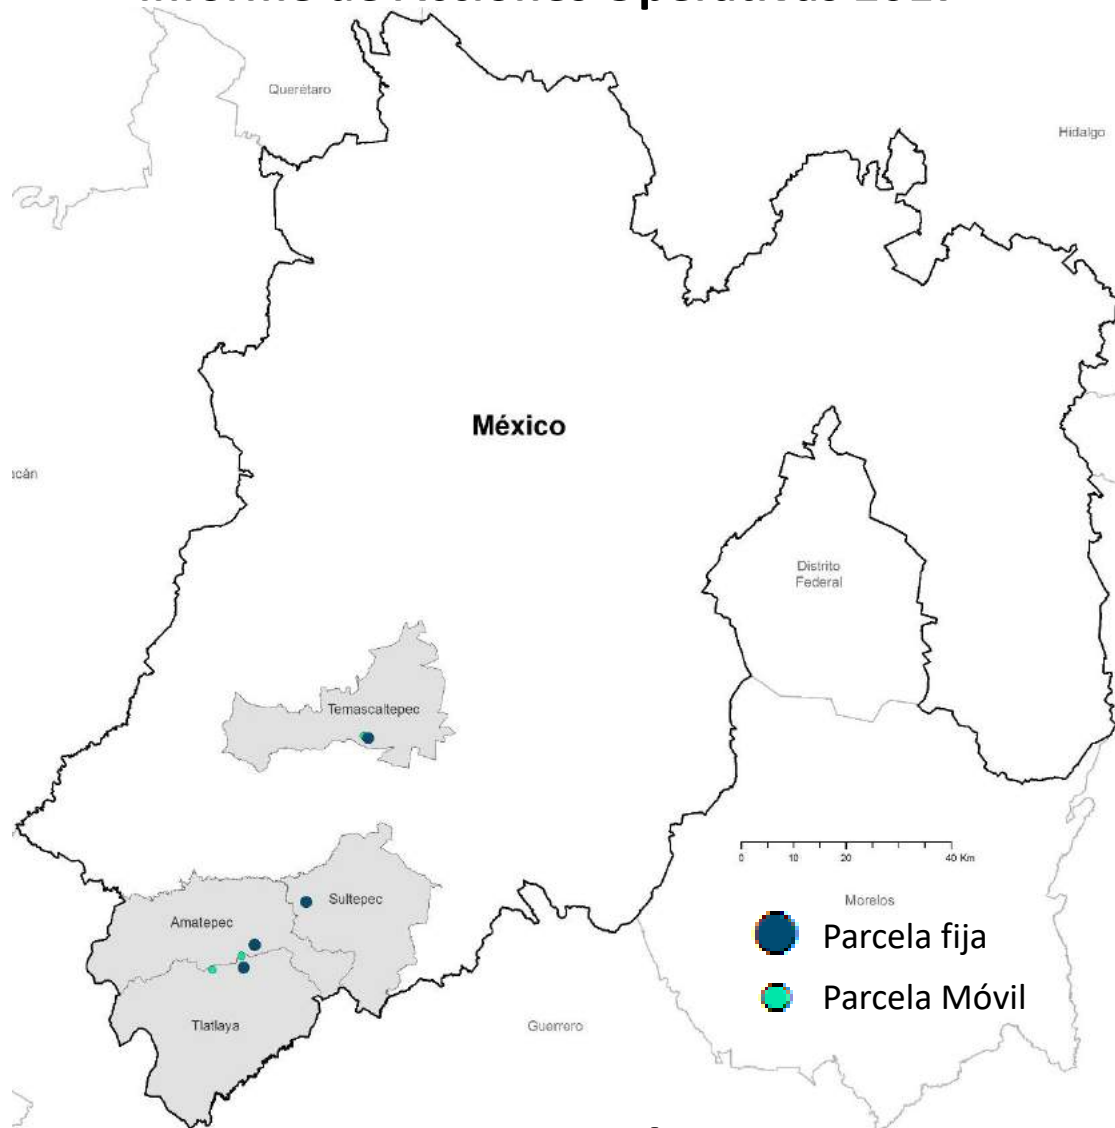 Querétaro
Hidalgo
México
acán
Distrito
Federal
Temascaltepec
0 10 20 40 Km
Sultepec
Morelos
Amatepec
Parcela fija
Parcela Móvil
Tlatlaya
Guerrero